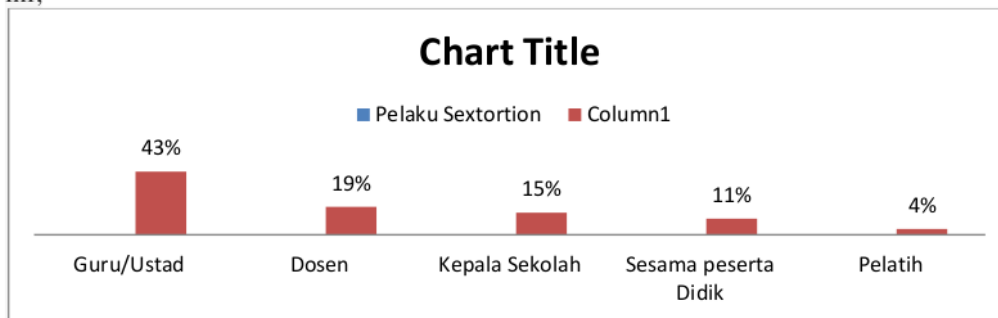 Chart Title
Pelaku Sextortion Column1
43%
19%
15%
11%
4%
Guru/Ustad
Dosen
Kepala Sekolah
Sesama peserta
Didik
Pelatih